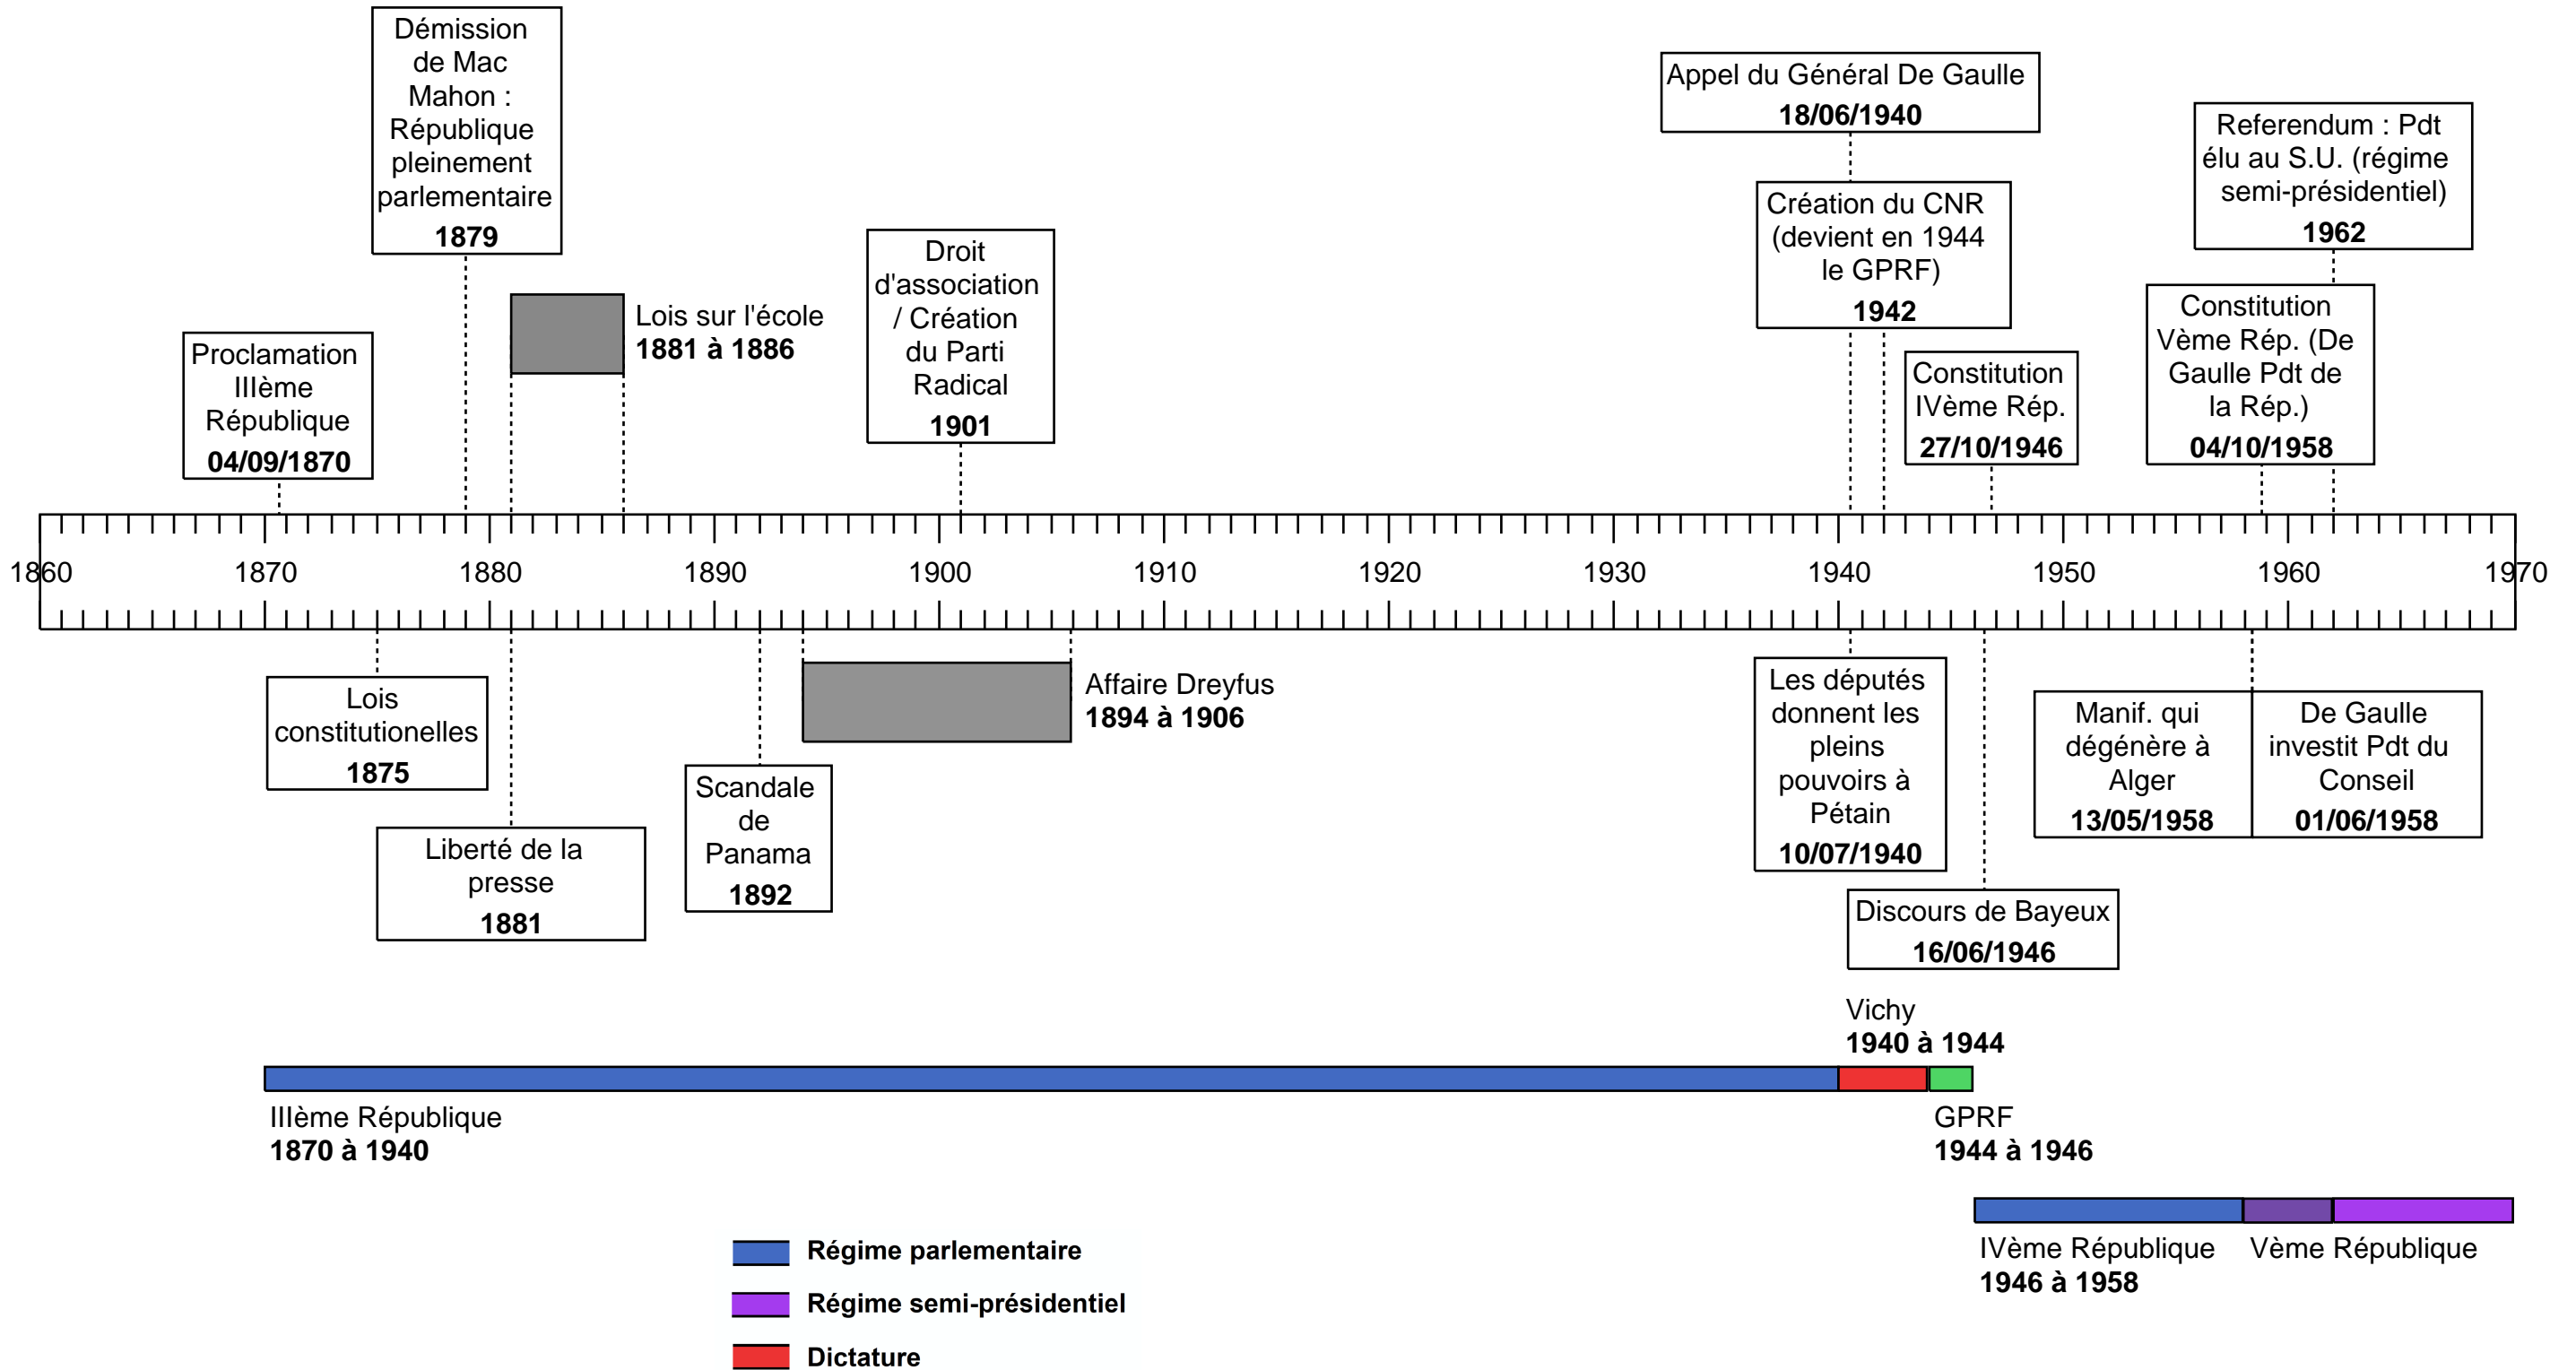 Démission
de Mac
Mahon :
République
pleinement
parlementaire
1879
Appel du Général De Gaulle
18/06/1940
Referendum : Pdt
élu au S.U. (régime
semi-présidentiel)
1962
Création du CNR
(devient en 1944
le GPRF)
1942
Droit
d'association
/ Création
du Parti
Radical
1901
Lois sur l'école
1881 à 1886
Constitution
Vème Rép. (De
Gaulle Pdt de
la Rép.)
04/10/1958
Proclamation
IIIème
République
04/09/1870
Constitution
IVème Rép.
27/10/1946
1860 1870 1880 1890 1900 1910 1920 1930 1940 1950 1960 1970
Lois
constitutionelles
1875
Affaire Dreyfus
1894 à 1906
Les députés
donnent les
pleins
pouvoirs à
Pétain
10/07/1940
Manif. qui
dégénère à
Alger
13/05/1958
De Gaulle
investit Pdt du
Conseil
01/06/1958
Scandale
de
Panama
1892
Liberté de la
presse
1881
Discours de Bayeux
16/06/1946
Vichy
1940 à 1944
IIIème République
1870 à 1940
GPRF
1944 à 1946
IVème République
1946 à 1958
Vème République
Régime parlementaire
Régime semi-présidentiel
Dictature